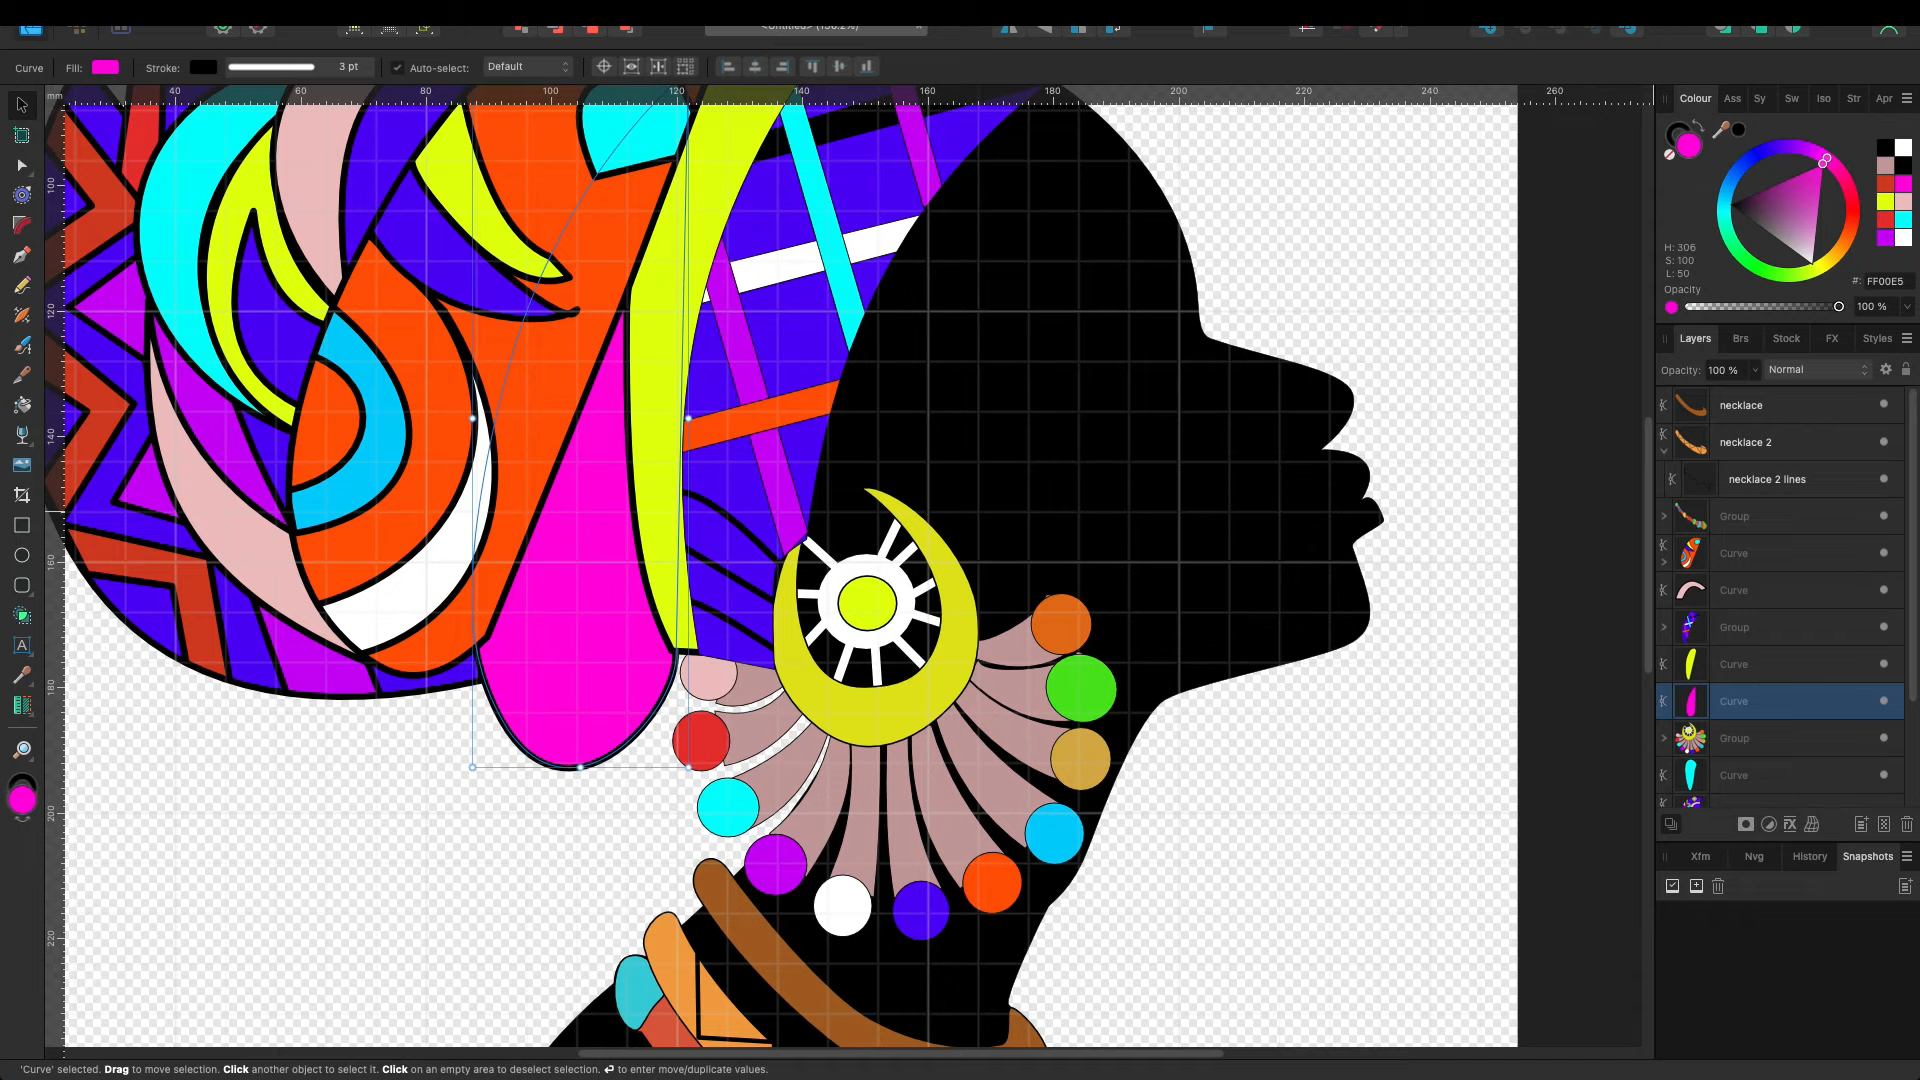 <Untitled> (156.2%)
Curve Fill: Stroke: 3 pt Auto-select: Default
mm 40 60 80 100 120 140 160 180 200 220 240 260
100
120
140
160
180
200
220
Colour Ass Sy Sw Iso Str Apr
H: 306
S: 100
L: 50
#: FF00E5
Opacity
100 %
Layers Brs Stock FX Styles
Opacity: 100 % Normal
necklace
necklace 2
necklace 2 lines
Group
Curve
Curve
Group
Curve
Curve
Group
Curve
Xfm Nvg History Snapshots
'Curve' selected. Drag to move selection. Click another object to select it. Click on an empty area to deselect selection. ⏎ to enter move/duplicate values.